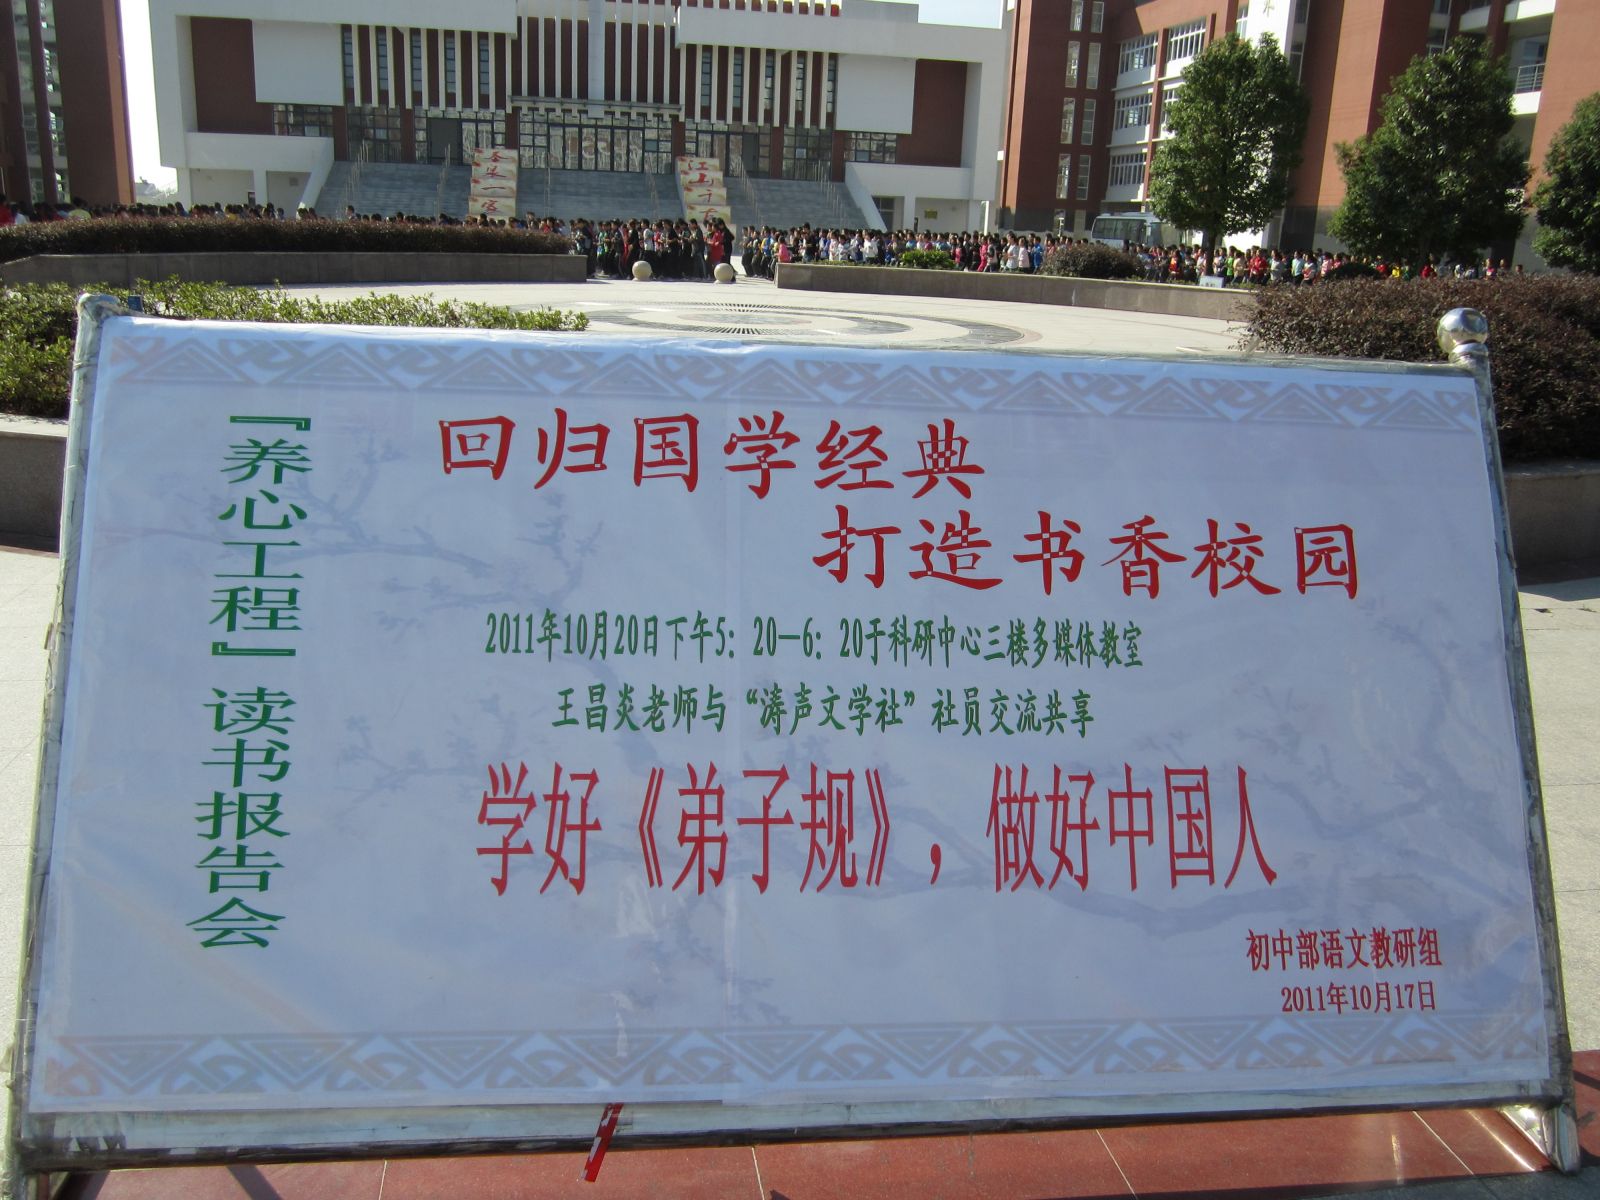 『养心工程』读书报告会
回归国学经典
打造书香校园
2011年10月20日下午5：20—6：20于科研中心三楼多媒体教室
王昌炎老师与“涛声文学社”社员交流共享
学好《弟子规》，做好中国人
初中部语文教研组
2011年10月17日